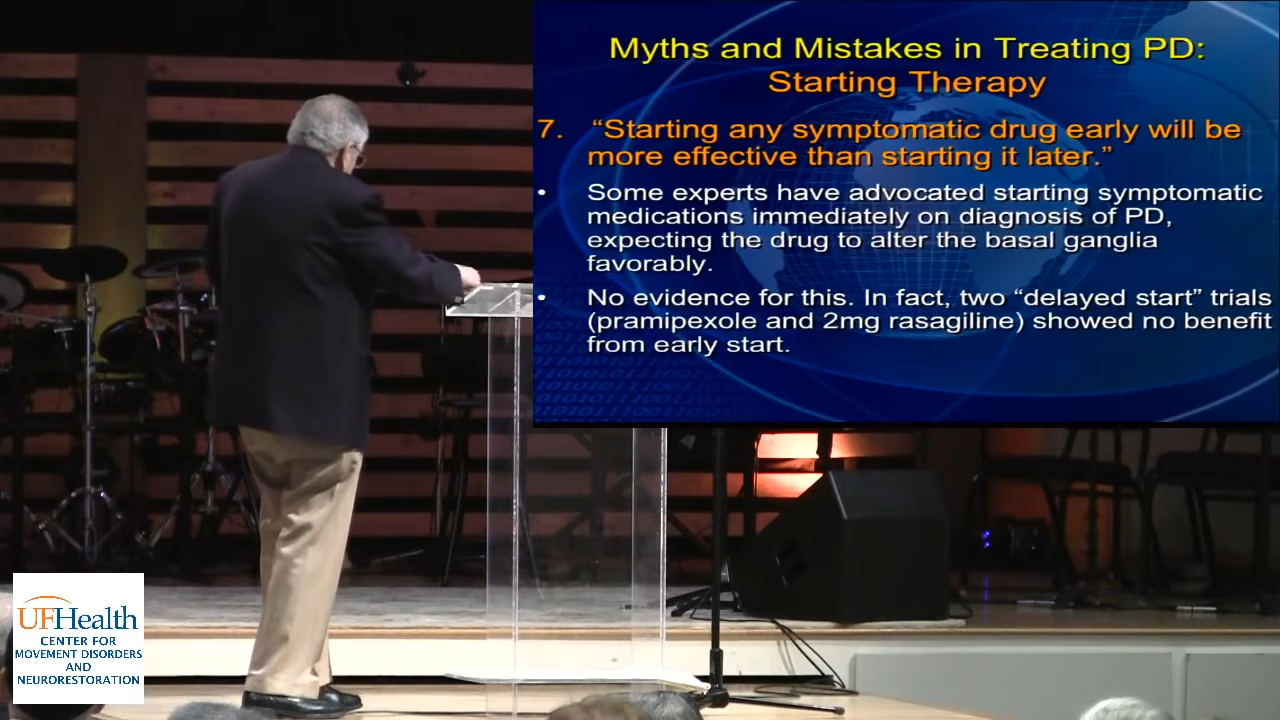 Myths and Mistakes in Treating PD:
Starting Therapy
7. “Starting any symptomatic drug early will be
more effective than starting it later.”
• Some experts have advocated starting symptomatic
medications immediately on diagnosis of PD,
expecting the drug to alter the basal ganglia
favorably.
• No evidence for this. In fact, two “delayed start” trials
(pramipexole and 2mg rasagiline) showed no benefit
from early start.
UFHealth
CENTER FOR
MOVEMENT DISORDERS
AND
NEURORESTORATION